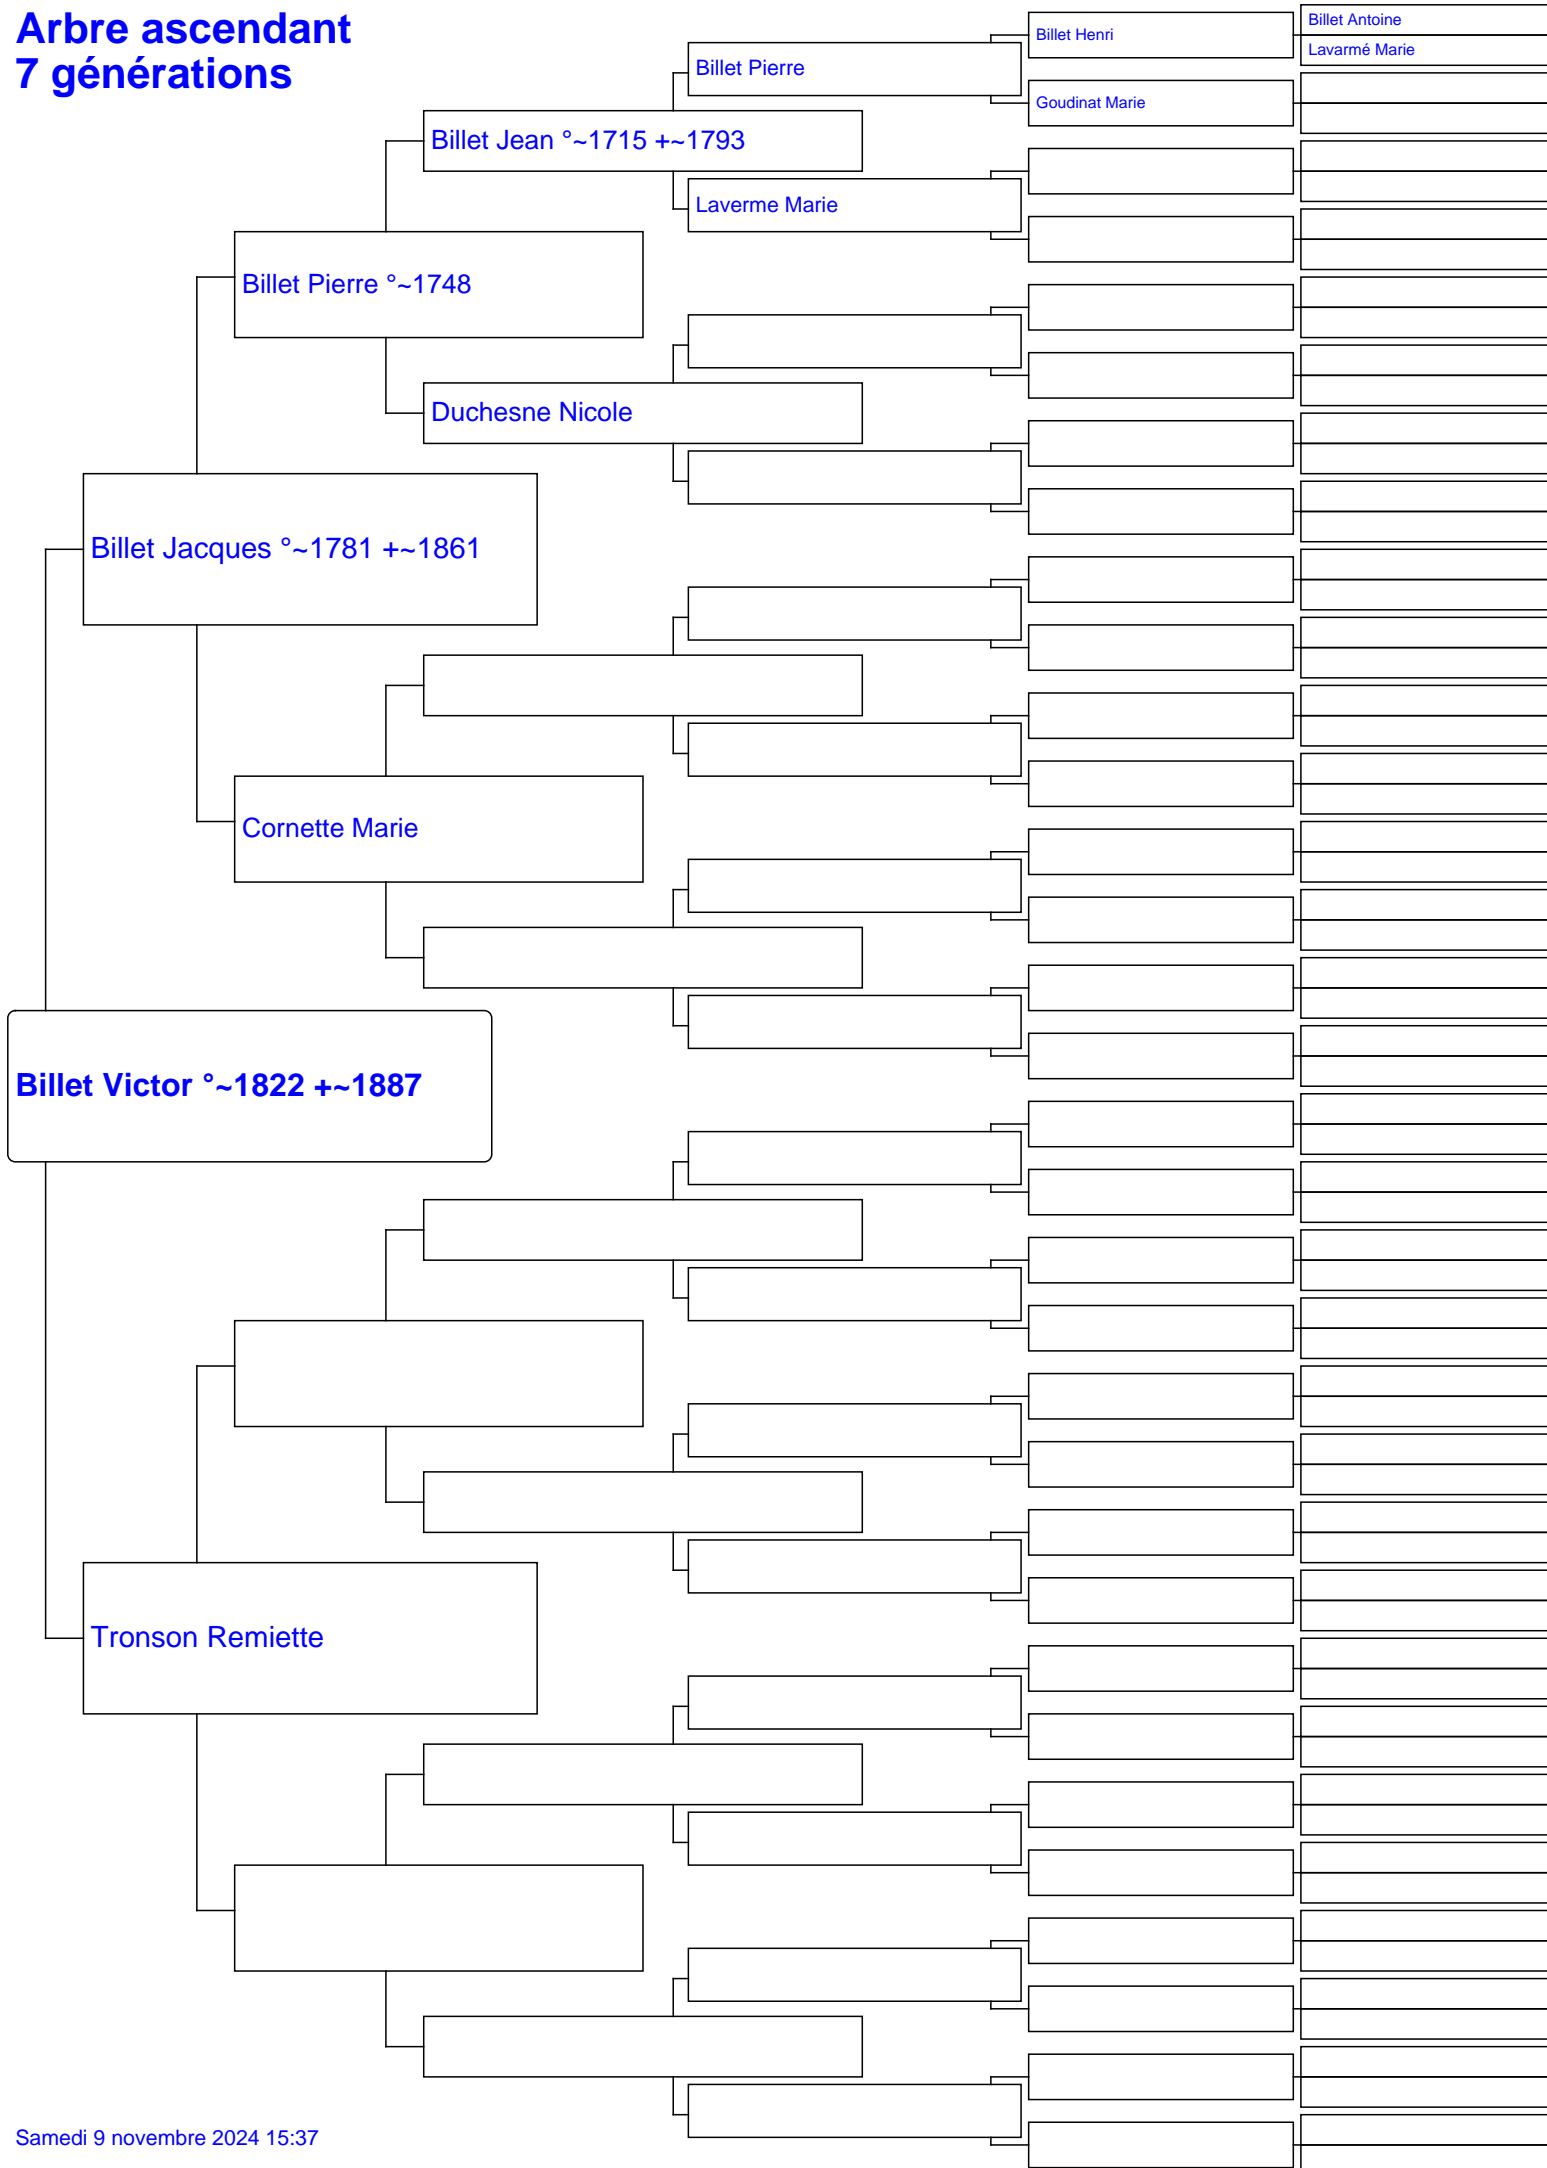 Arbre ascendant
7 générations
Billet Antoine
Lavarmé Marie
Billet Henri
Goudinat Marie
Billet Pierre
Laverme Marie
Billet Jean °~1715 +~1793
Duchesne Nicole
Billet Pierre °~1748
Cornette Marie
Billet Jacques °~1781 +~1861
Billet Victor °~1822 +~1887
Tronson Remiette
Samedi 9 novembre 2024 15:37